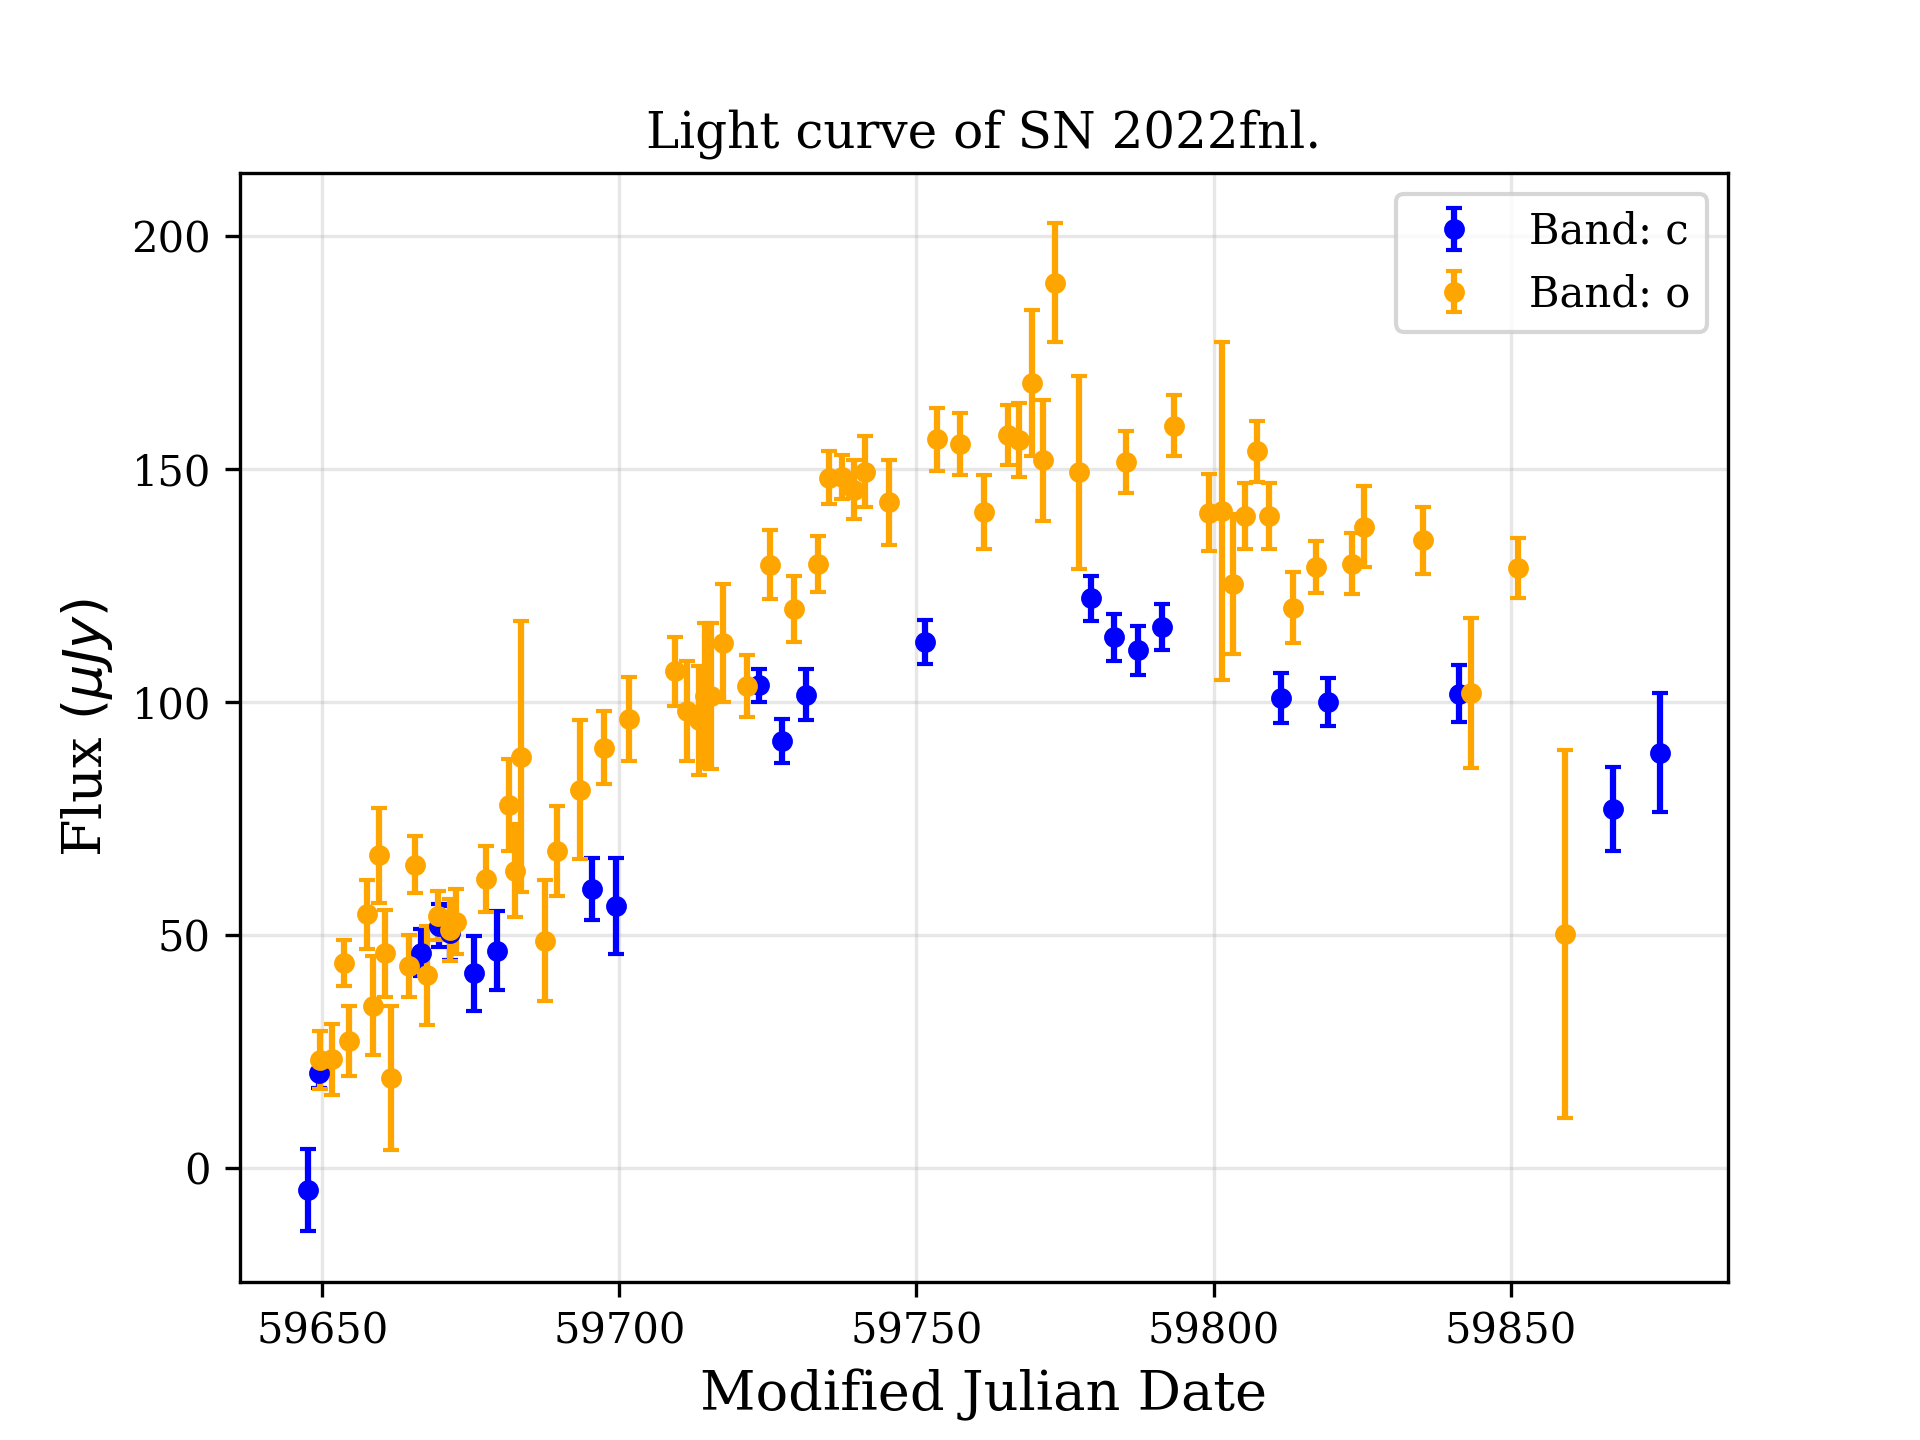 Light curve of SN 2022fnl.
Band: c
Band: o
200
150
100
50
0
Flux (μJy)
59650 59700 59750 59800 59850
Modified Julian Date